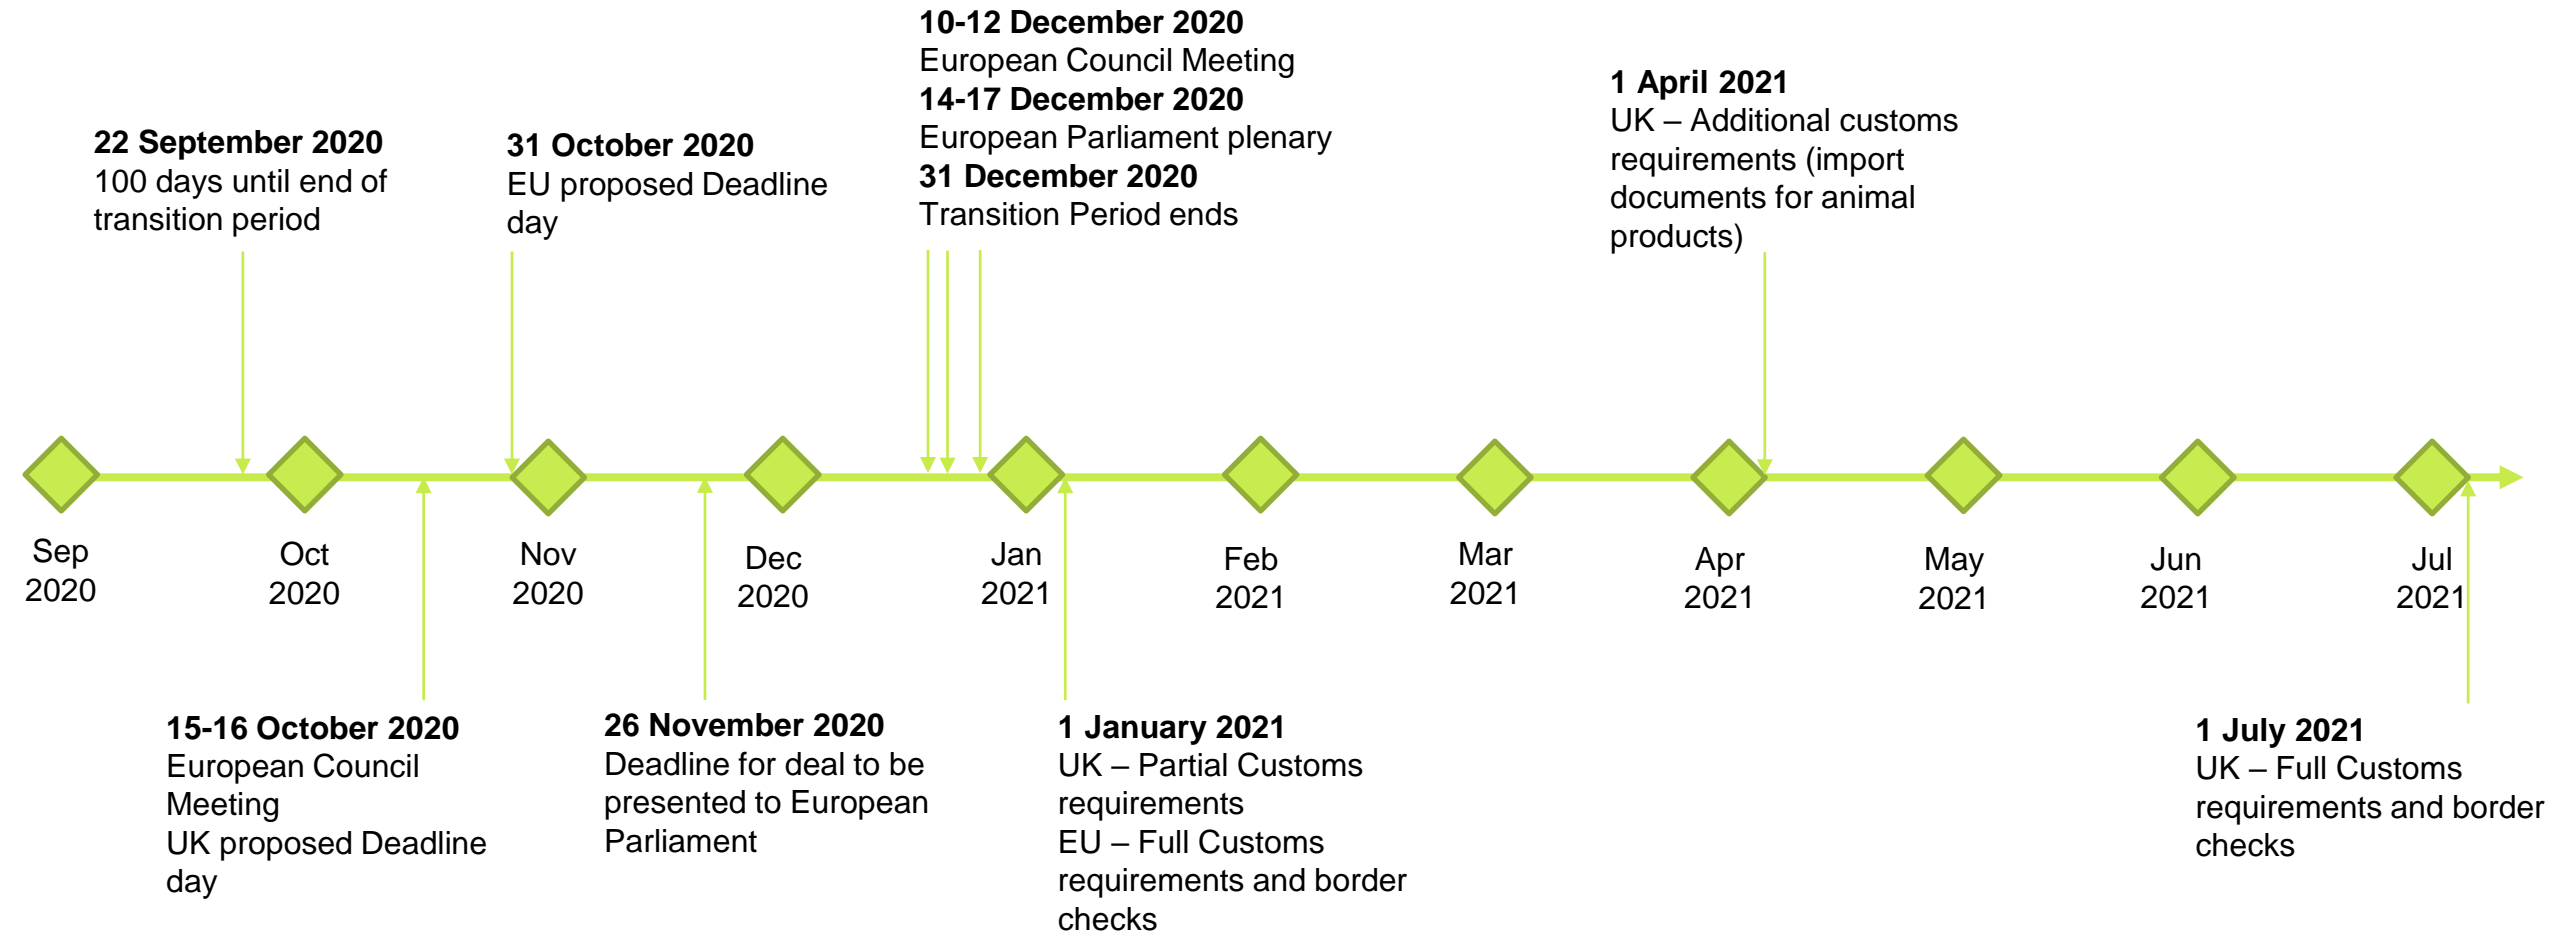 10-12 December 2020
European Council Meeting
14-17 December 2020
European Parliament plenary
31 December 2020
Transition Period ends
1 April 2021
UK – Additional customs
requirements (import
documents for animal
products)
22 September 2020
100 days until end of
transition period
31 October 2020
EU proposed Deadline
day
Sep
2020
Oct
2020
Nov
2020
Dec
2020
Jan
2021
Feb
2021
Mar
2021
Apr
2021
May
2021
Jun
2021
Jul
2021
15-16 October 2020
European Council
Meeting
UK proposed Deadline
day
26 November 2020
Deadline for deal to be
presented to European
Parliament
1 January 2021
UK – Partial Customs
requirements
EU – Full Customs
requirements and border
checks
1 July 2021
UK – Full Customs
requirements and border
checks